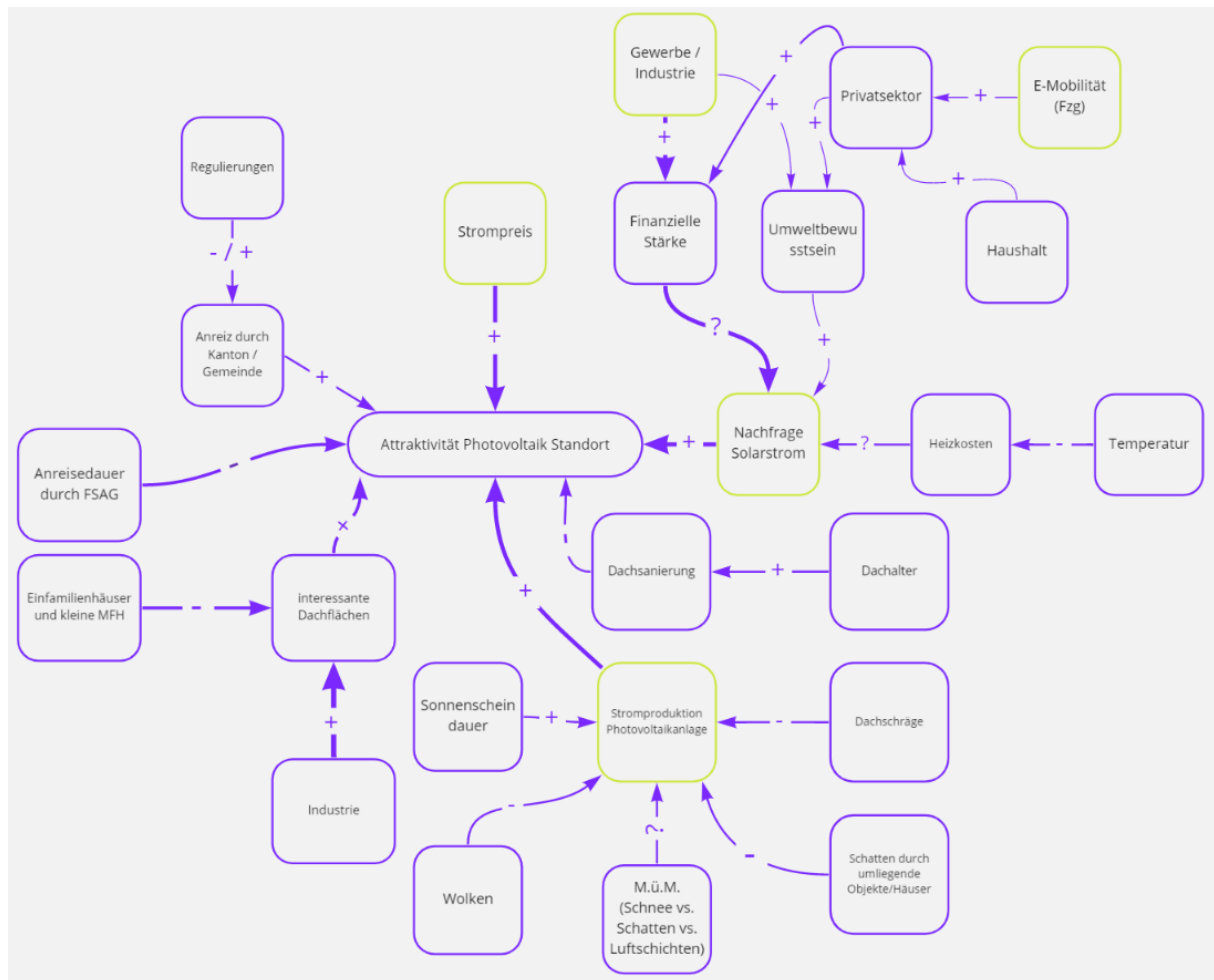 Gewerbe /
Industrie
+
Privatsektor
+
E-Mobilität
(Fzg)
+
+
+
Regulierungen
- / +
Strompreis
+
Finanzielle
Stärke
?
Umweltbewu
sstsein
+
+
Haushalt
Anreiz durch
Kanton /
Gemeinde
+
Attraktivität Photovoltaik Standort
+
Nachfrage
Solarstrom
?
Heizkosten
-
Temperatur
Anreisedauer
durch FSAG
-
+
Einfamilienhäuser
und kleine MFH
-
interessante
Dachflächen
+
-
Dachsanierung
+
Dachalter
+
Industrie
Sonnenschein
dauer
+
Stromproduktion
Photovoltaikanlage
-
Dachschräge
-
Wolken
?
M.ü.M.
(Schnee vs.
Schatten vs.
Luftschichten)
-
Schatten durch
umliegende
Objekte/Häuser